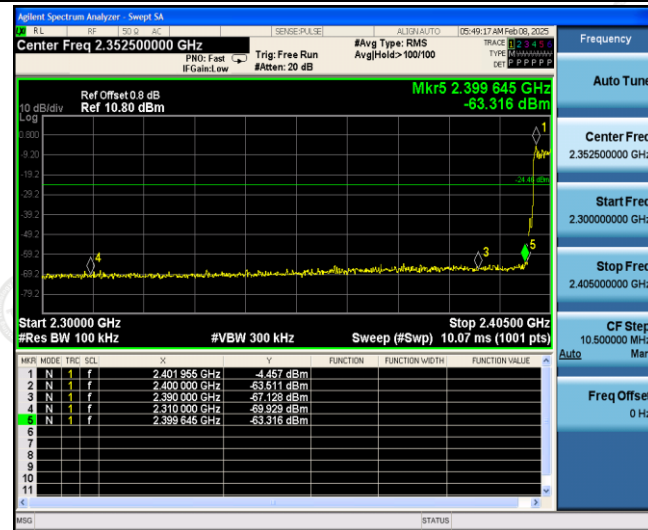 Agilent Spectrum Analyzer - Swept SA
RL RF 50 Ω AC SENSE:PULSE ALIGNAUTO 05:49:17 AM Feb 08, 2025
Center Freq 2.352500000 GHz
PNO: Fast
IFGain:Low
Trig: Free Run
#Atten: 20 dB
#Avg Type: RMS
Avg|Hold:>100/100
TRACE 1 2 3 4 5 6
TYPE
DET P P P P P P
Frequency
Ref Offset 0.8 dB
10 dB/div Ref 10.80 dBm
Log
Mkr5 2.399 645 GHz
-63.316 dBm
0.800
-9.20
-19.2
-29.2
-39.2
-49.2
-59.2
-69.2
-79.2
-24.46 dBm
1
3
4
5
Start 2.30000 GHz Stop 2.40500 GHz
#Res BW 100 kHz #VBW 300 kHz Sweep (#Swp) 10.07 ms (1001 pts)
MKR MODE TRC SCL X Y FUNCTION FUNCTION WIDTH FUNCTION VALUE
1 N 1 f 2.401 955 GHz -4.457 dBm
2 N 1 f 2.400 000 GHz -63.511 dBm
3 N 1 f 2.390 000 GHz -67.128 dBm
4 N 1 f 2.310 000 GHz -69.929 dBm
5 N 1 f 2.399 645 GHz -63.316 dBm
6
7
8
9
10
11
MSG STATUS
Auto Tune
Center Freq
2.352500000 GHz
Start Freq
2.300000000 GHz
Stop Freq
2.405000000 GHz
CF Step
10.500000 MHz
Auto Man
Freq Offset
0 Hz